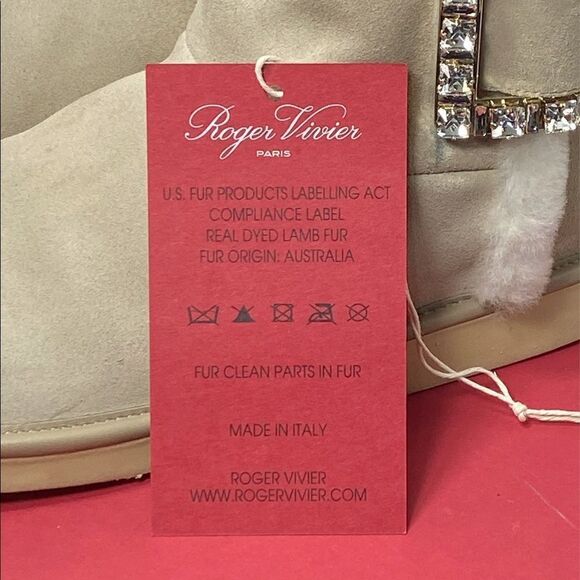 Roger Vivier
PARIS
U.S. FUR PRODUCTS LABELLING ACT
COMPLIANCE LABEL
REAL DYED LAMB FUR
FUR ORIGIN: AUSTRALIA
FUR CLEAN PARTS IN FUR
MADE IN ITALY
ROGER VIVIER
WWW.ROGERVIVIER.COM